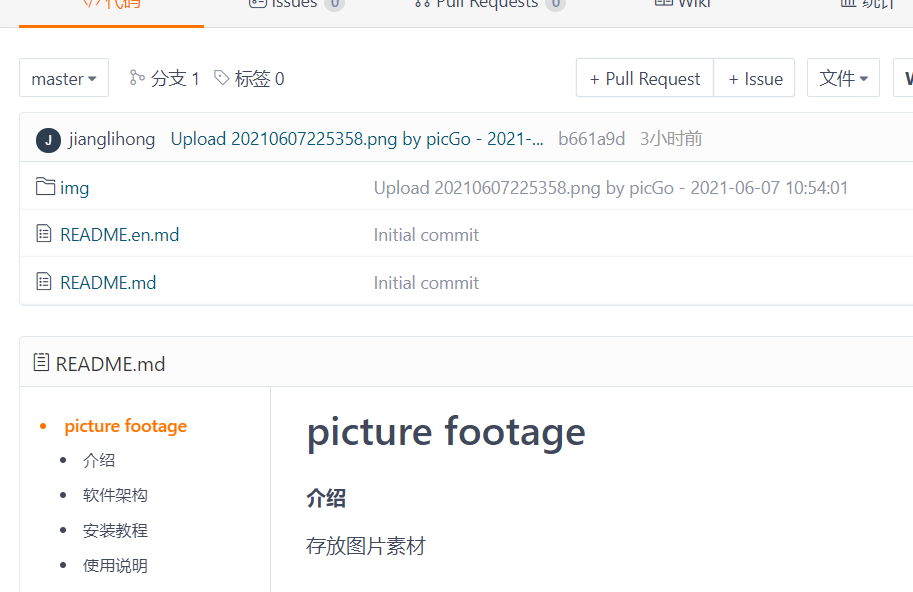 </>代码 Issues 0 Pull Requests 0 Wiki 统计
master 分支 1 标签 0 + Pull Request + Issue 文件
J jianglihong Upload 20210607225358.png by picGo - 2021-... b661a9d 3小时前
img Upload 20210607225358.png by picGo - 2021-06-07 10:54:01
README.en.md Initial commit
README.md Initial commit
README.md
picture footage
介绍
软件架构
安装教程
使用说明
picture footage
介绍
存放图片素材